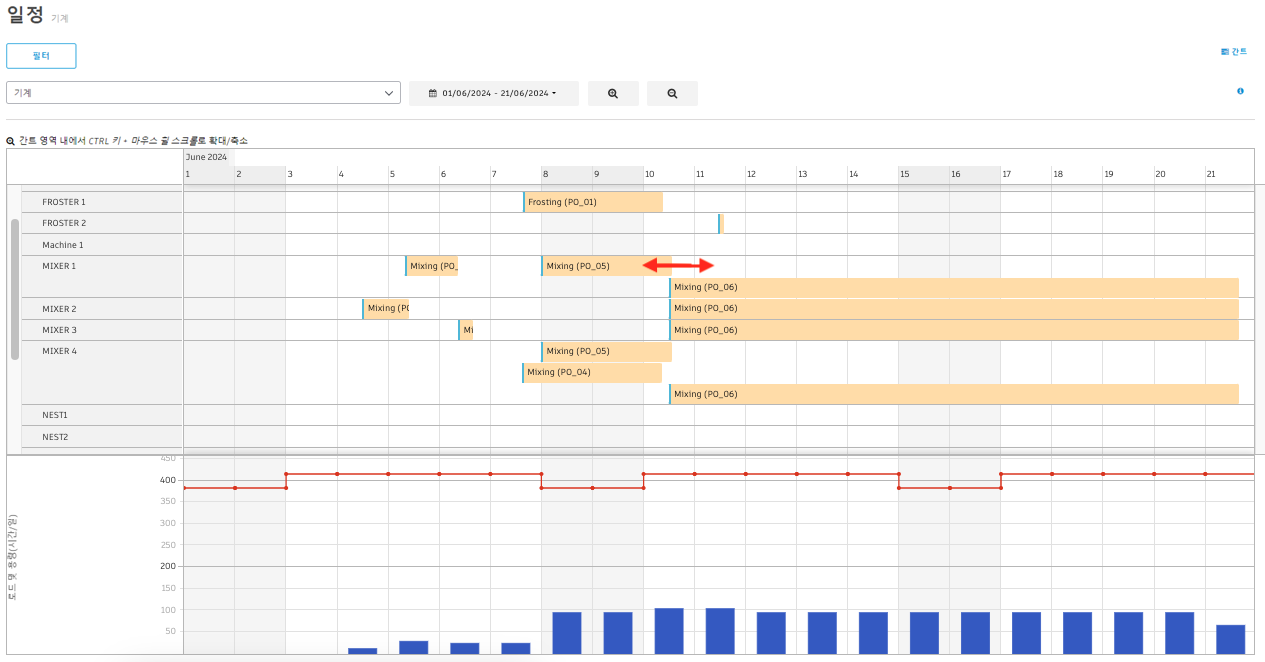 일정 기계
필터
간트
기계
01/06/2024 - 21/06/2024
간트 영역 내에서 CTRL 키 + 마우스 휠 스크롤로 확대/축소
June 2024
1 2 3 4 5 6 7 8 9 10 11 12 13 14 15 16 17 18 19 20 21
FROSTER 1 Frosting (PO_01)
FROSTER 2
Machine 1
MIXER 1 Mixing (PO_ Mixing (PO_05)
Mixing (PO_06)
MIXER 2 Mixing (P Mixing (PO_06)
MIXER 3 Mi Mixing (PO_06)
MIXER 4 Mixing (PO_05)
Mixing (PO_04)
Mixing (PO_06)
NEST1
NEST2
450
400
350
300
250
200
150
100
50
및 용량(시간/일)